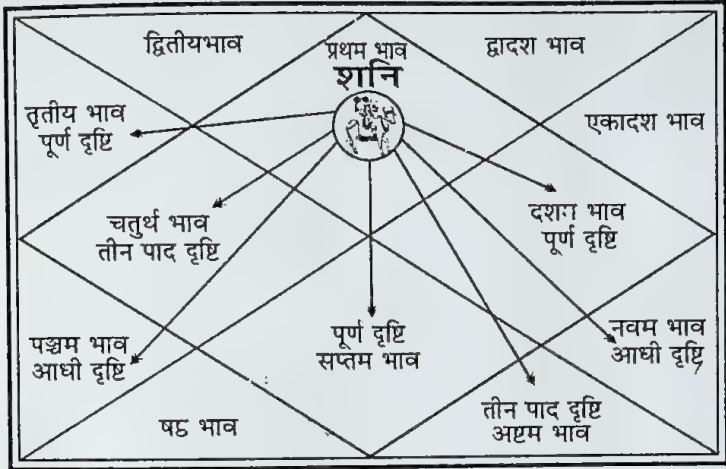 द्वितीयभाव
प्रथम भाव
शनि
द्वादश भाव
तृतीय भाव
पूर्ण दृष्टि
एकादश भाव
चतुर्थ भाव
तीन पाद दृष्टि
दशम भाव
पूर्ण दृष्टि
पञ्चम भाव
आधी दृष्टि
पूर्ण दृष्टि
सप्तम भाव
नवम भाव
आधी दृष्टि
षष्ठ भाव
तीन पाद दृष्टि
अष्टम भाव